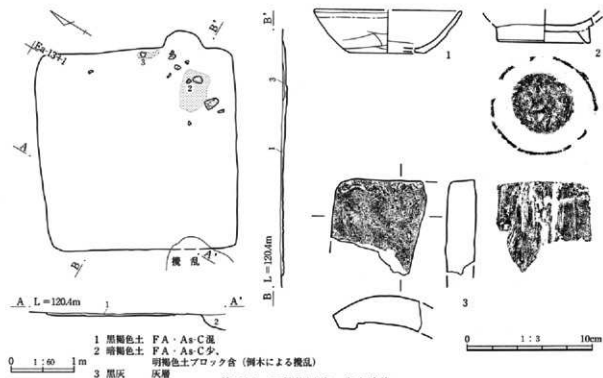 B'
B'
Ea-13+1
3
2
3
1
2
A
1
A'
攪乱
B
B L=120.4m
A L=120.4m
1
A'
2
3
1 黒褐色土 FA・As-C混
2 暗褐色土 FA・As-C少、
明褐色土ブロック含(倒木による攪乱)
3 黒灰 灰層
0 1:60 1m
0 1:3 10cm